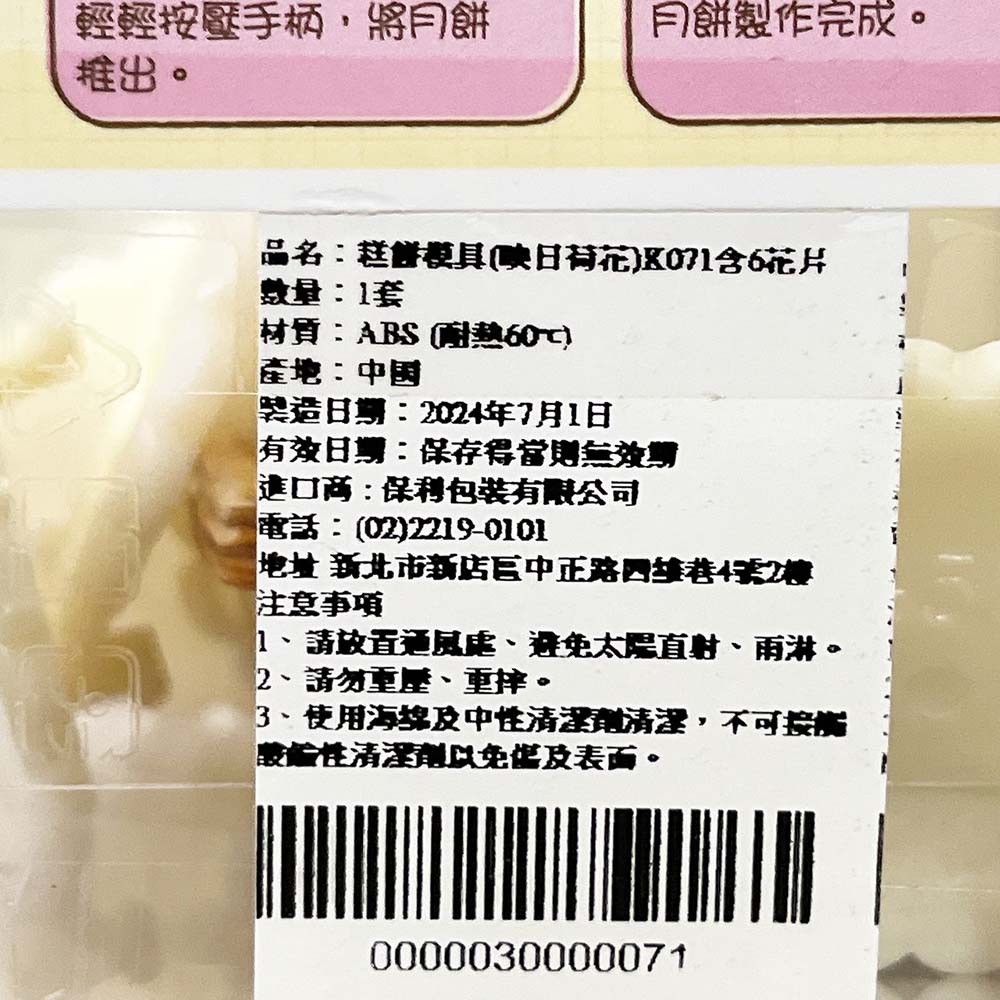 輕輕按壓手柄，將月餅
推出。
月餅製作完成。
品名：糕餅模具(映日荷花)K071含6花片
數量：1套
材質：ABS (耐熱60℃)
產地：中國
製造日期：2024年7月1日
有效日期：保存得當則無效期
進口商：保利包裝有限公司
電話：(02)2219-0101
地址 新北市新店區中正路四維巷4號2樓
注意事項
1、請放置通風處、避免太陽直射、雨淋。
2、請勿重壓、重摔。
3、使用海綿及中性清潔劑清潔，不可接觸
酸鹼性清潔劑以免傷及表面。
0000030000071